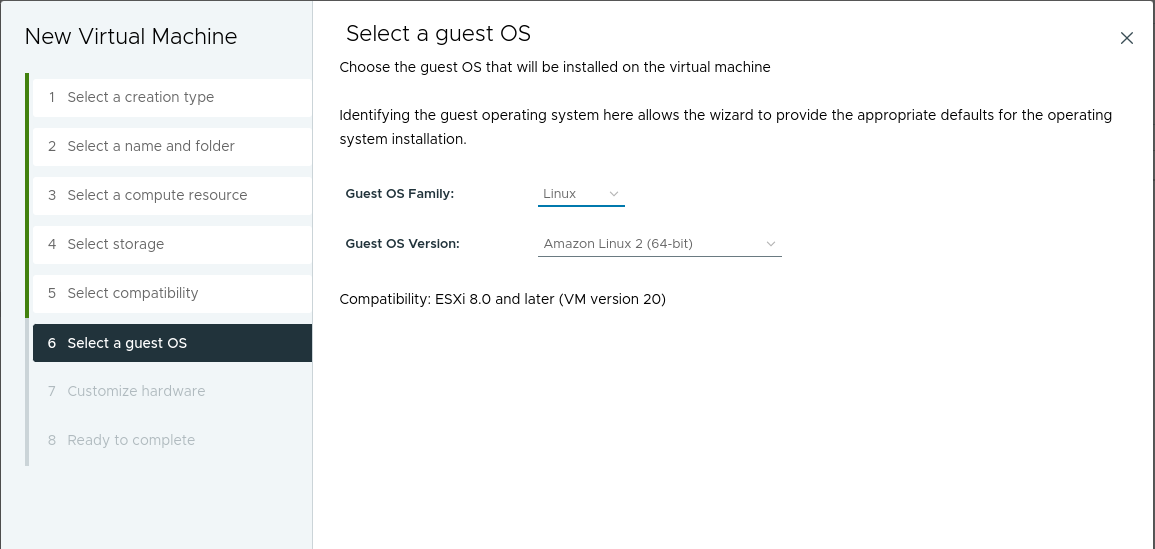 New Virtual Machine
1 Select a creation type
2 Select a name and folder
3 Select a compute resource
4 Select storage
5 Select compatibility
6 Select a guest OS
7 Customize hardware
8 Ready to complete
Select a guest OS
Choose the guest OS that will be installed on the virtual machine
Identifying the guest operating system here allows the wizard to provide the appropriate defaults for the operating
system installation.
Guest OS Family: Linux
Guest OS Version: Amazon Linux 2 (64-bit)
Compatibility: ESXi 8.0 and later (VM version 20)